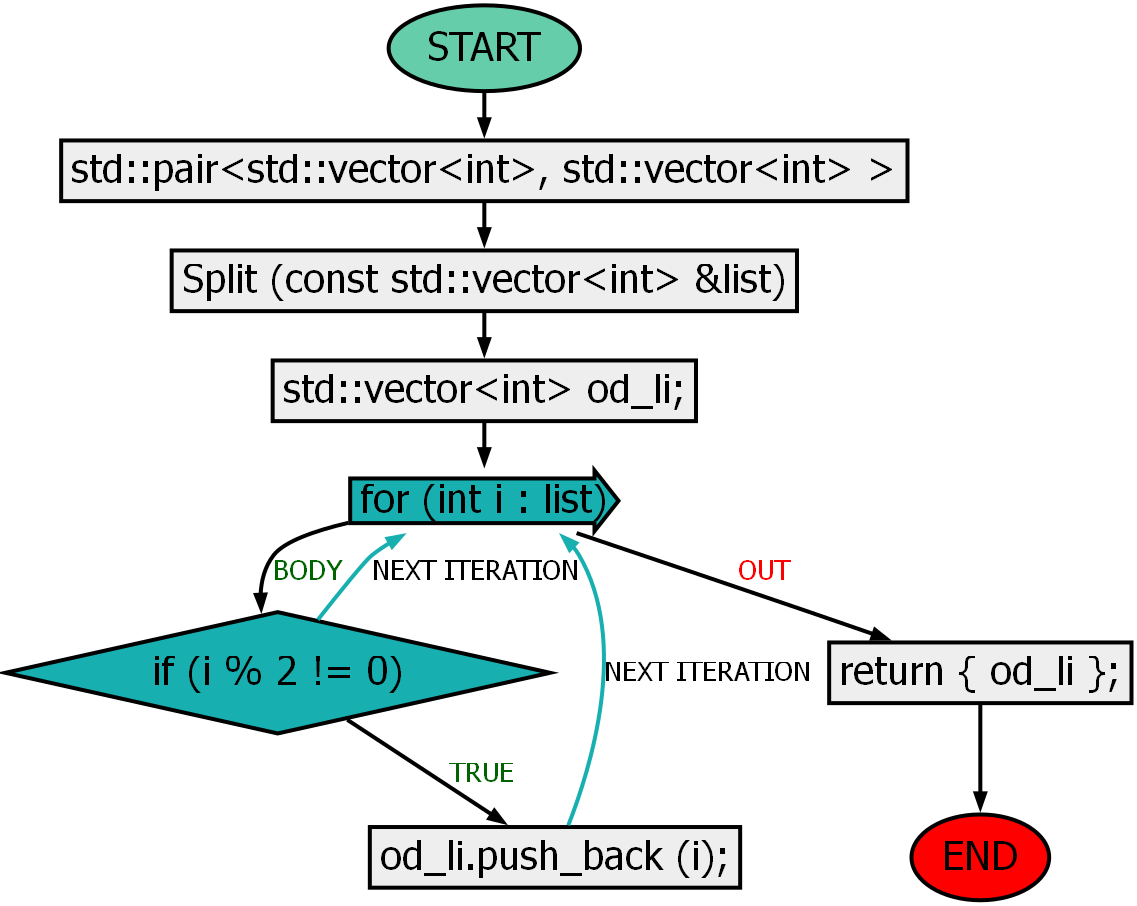 START
std::pair<std::vector<int>, std::vector<int> >
Split (const std::vector<int> &list)
std::vector<int> od_li;
for (int i : list)
BODY
NEXT ITERATION
OUT
if (i % 2 != 0)
NEXT ITERATION
return { od_li };
TRUE
od_li.push_back (i);
END